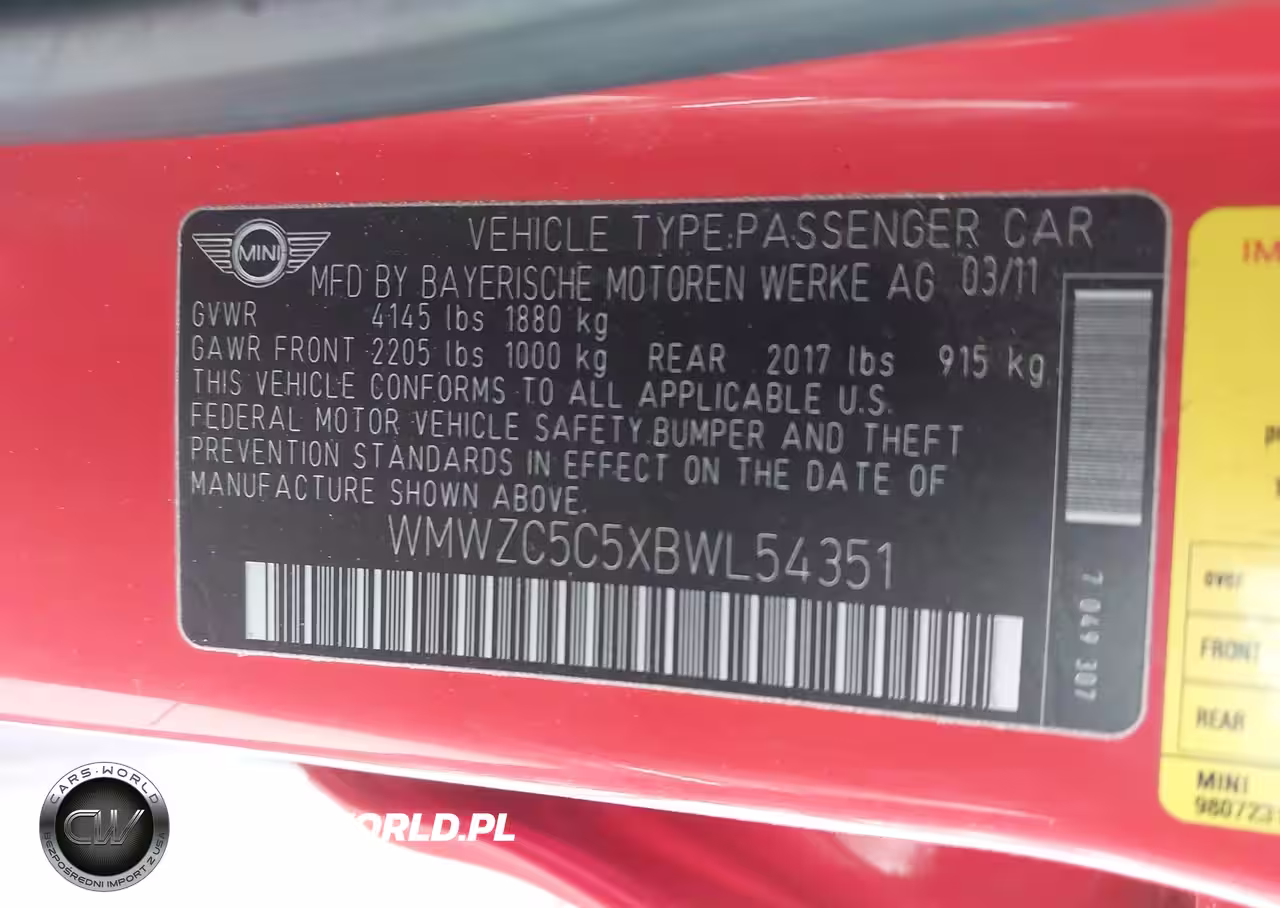 MINI
VEHICLE TYPE:PASSENGER CAR
MFD BY BAYERISCHE MOTOREN WERKE AG 03/11
GVWR 4145 lbs 1880 kg
GAWR FRONT 2205 lbs 1000 kg REAR 2017 lbs 915 kg
THIS VEHICLE CONFORMS TO ALL APPLICABLE U.S.
FEDERAL MOTOR VEHICLE SAFETY,BUMPER AND THEFT
PREVENTION STANDARDS IN EFFECT ON THE DATE OF
MANUFACTURE SHOWN ABOVE.
WMWZC5C5XBWL54351
7 049 307
FRONT
REAR
MINI
CARS-WORLD
CW
BEZPOŚREDNI IMPORT Z USA
ORLD.PL